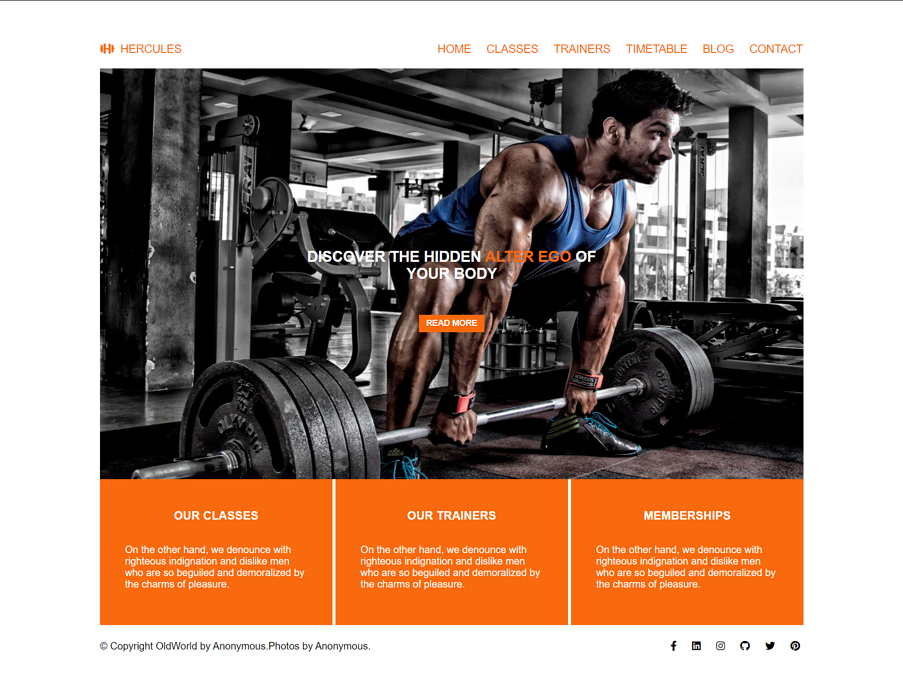 HERCULES
HOME CLASSES TRAINERS TIMETABLE BLOG CONTACT
DISCOVER THE HIDDEN ALTER EGO OF
YOUR BODY
READ MORE
OUR CLASSES
On the other hand, we denounce with
righteous indignation and dislike men
who are so beguiled and demoralized by
the charms of pleasure.
OUR TRAINERS
On the other hand, we denounce with
righteous indignation and dislike men
who are so beguiled and demoralized by
the charms of pleasure.
MEMBERSHIPS
On the other hand, we denounce with
righteous indignation and dislike men
who are so beguiled and demoralized by
the charms of pleasure.
© Copyright OldWorld by Anonymous.Photos by Anonymous.